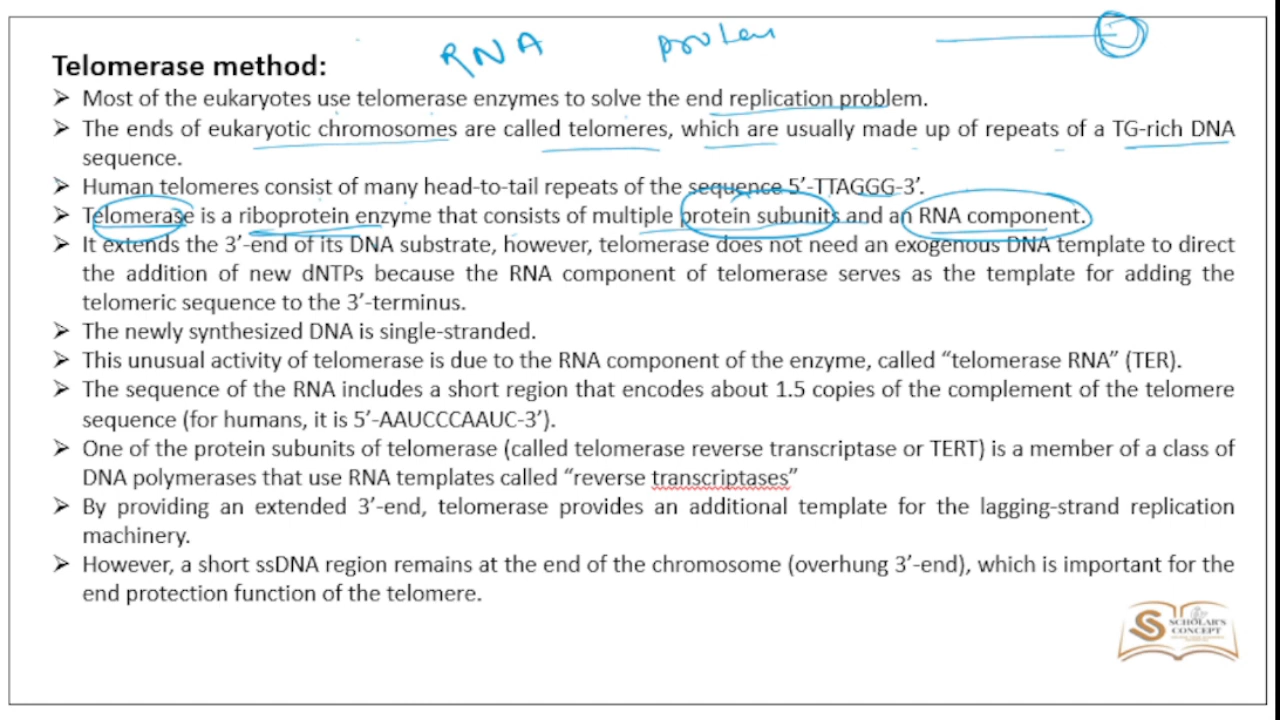 RNA protein
Telomerase method:
➢ Most of the eukaryotes use telomerase enzymes to solve the end replication problem.
➢ The ends of eukaryotic chromosomes are called telomeres, which are usually made up of repeats of a TG-rich DNA
sequence.
➢ Human telomeres consist of many head-to-tail repeats of the sequence 5’-TTAGGG-3’.
➢ Telomerase is a riboprotein enzyme that consists of multiple protein subunits and an RNA component.
➢ It extends the 3’-end of its DNA substrate, however, telomerase does not need an exogenous DNA template to direct
the addition of new dNTPs because the RNA component of telomerase serves as the template for adding the
telomeric sequence to the 3’-terminus.
➢ The newly synthesized DNA is single-stranded.
➢ This unusual activity of telomerase is due to the RNA component of the enzyme, called “telomerase RNA” (TER).
➢ The sequence of the RNA includes a short region that encodes about 1.5 copies of the complement of the telomere
sequence (for humans, it is 5’-AAUCCCAAUC-3’).
➢ One of the protein subunits of telomerase (called telomerase reverse transcriptase or TERT) is a member of a class of
DNA polymerases that use RNA templates called “reverse transcriptases”
➢ By providing an extended 3’-end, telomerase provides an additional template for the lagging-strand replication
machinery.
➢ However, a short ssDNA region remains at the end of the chromosome (overhung 3’-end), which is important for the
end protection function of the telomere.
SCHOLAR'S
CONCEPT